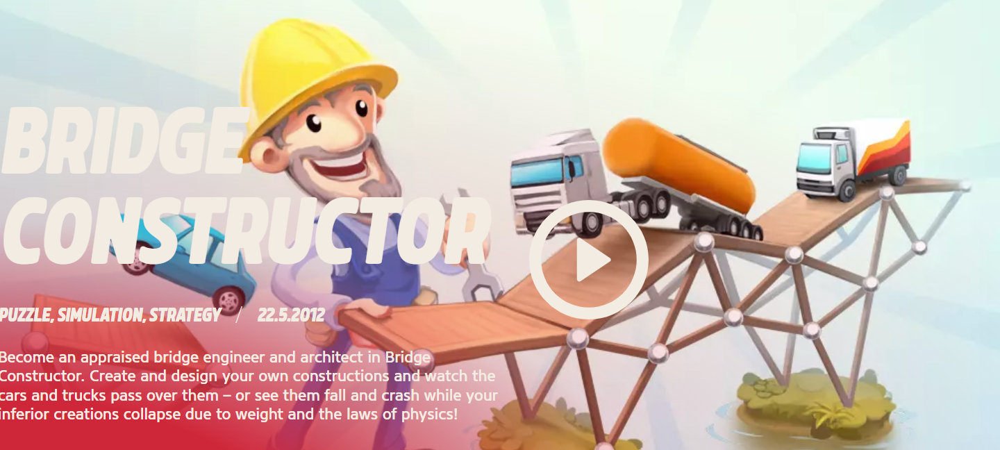 BRIDGE
CONSTRUCTOR
PUZZLE, SIMULATION, STRATEGY / 22.5.2012
Become an appraised bridge engineer and architect in Bridge
Constructor. Create and design your own constructions and watch the
cars and trucks pass over them – or see them fall and crash while your
inferior creations collapse due to weight and the laws of physics!